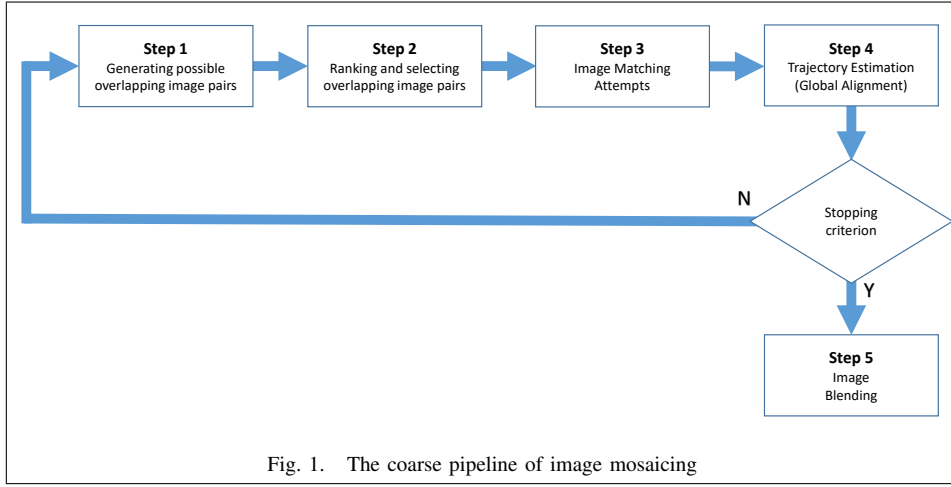 Step 1
Generating possible
overlapping image pairs
Step 2
Ranking and selecting
overlapping image pairs
Step 3
Image Matching
Attempts
Step 4
Trajectory Estimation
(Global Alignment)
Stopping
criterion
N
Y
Step 5
Image
Blending
Fig. 1. The coarse pipeline of image mosaicing